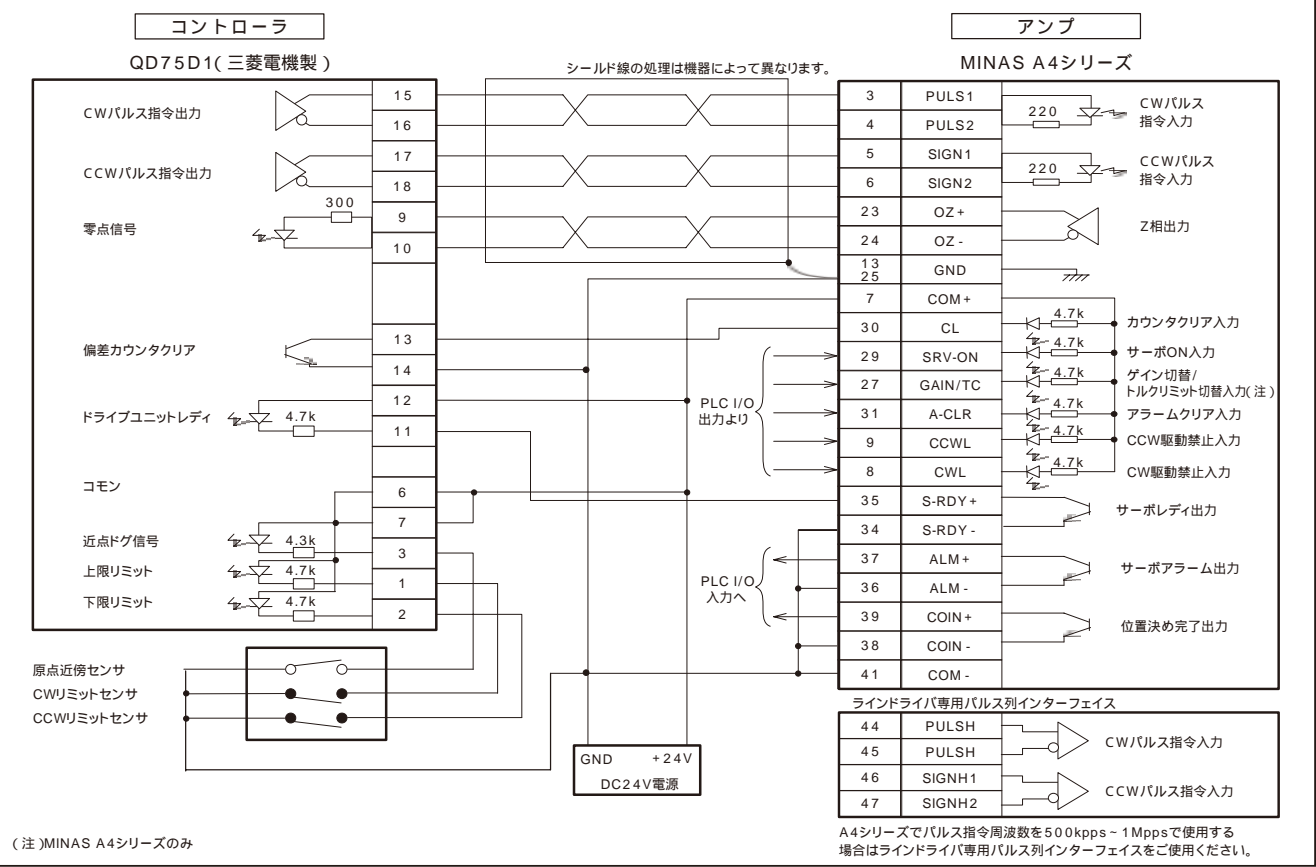 コントローラ
QD75D1(三菱電機製)
CWパルス指令出力
CCWパルス指令出力
零点信号
300
偏差カウンタクリア
ドライブユニットレディ
4.7k
コモン
近点ドグ信号
4.3k
上限リミット
4.7k
下限リミット
4.7k
15
16
17
18
9
10
13
14
12
11
6
7
3
1
2
原点近傍センサ
CWリミットセンサ
CCWリミットセンサ
シールド線の処理は機器によって異なります。
PLC I/O
出力より
PLC I/O
入力へ
GND +24V
DC24V電源
アンプ
MINAS A4シリーズ
3 PULS1
4 PULS2
220
CWパルス
指令入力
5 SIGN1
6 SIGN2
220
CCWパルス
指令入力
23 OZ+
24 OZ-
Z相出力
13
25
GND
7 COM+
30 CL 4.7k カウンタクリア入力
29 SRV-ON 4.7k サーボON入力
27 GAIN/TC 4.7k ゲイン切替/
トルクリミット切替入力(注)
31 A-CLR 4.7k アラームクリア入力
9 CCWL 4.7k CCW駆動禁止入力
8 CWL 4.7k CW駆動禁止入力
35 S-RDY+
34 S-RDY-
サーボレディ出力
37 ALM+
36 ALM-
サーボアラーム出力
39 COIN+
38 COIN-
位置決め完了出力
41 COM-
ラインドライバ専用パルス列インターフェイス
44 PULSH
45 PULSH
CWパルス指令入力
46 SIGNH1
47 SIGNH2
CCWパルス指令入力
A4シリーズでパルス指令周波数を500kpps~1Mppsで使用する
場合はラインドライバ専用パルス列インターフェイスをご使用ください。
(注)MINAS A4シリーズのみ